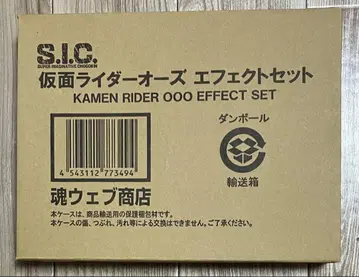 S.I.C.
SUPER IMAGINATIVE CHOGOKIN
仮面ライダーオーズ エフェクトセット
KAMEN RIDER OOO EFFECT SET
ダンボール
輸送箱
4 543112 773494
魂ウェブ商店
本ケースは、商品輸送用の保護梱包材です。
本ケースの傷、つぶれ、汚れ等による交換はできません。ご了承ください。